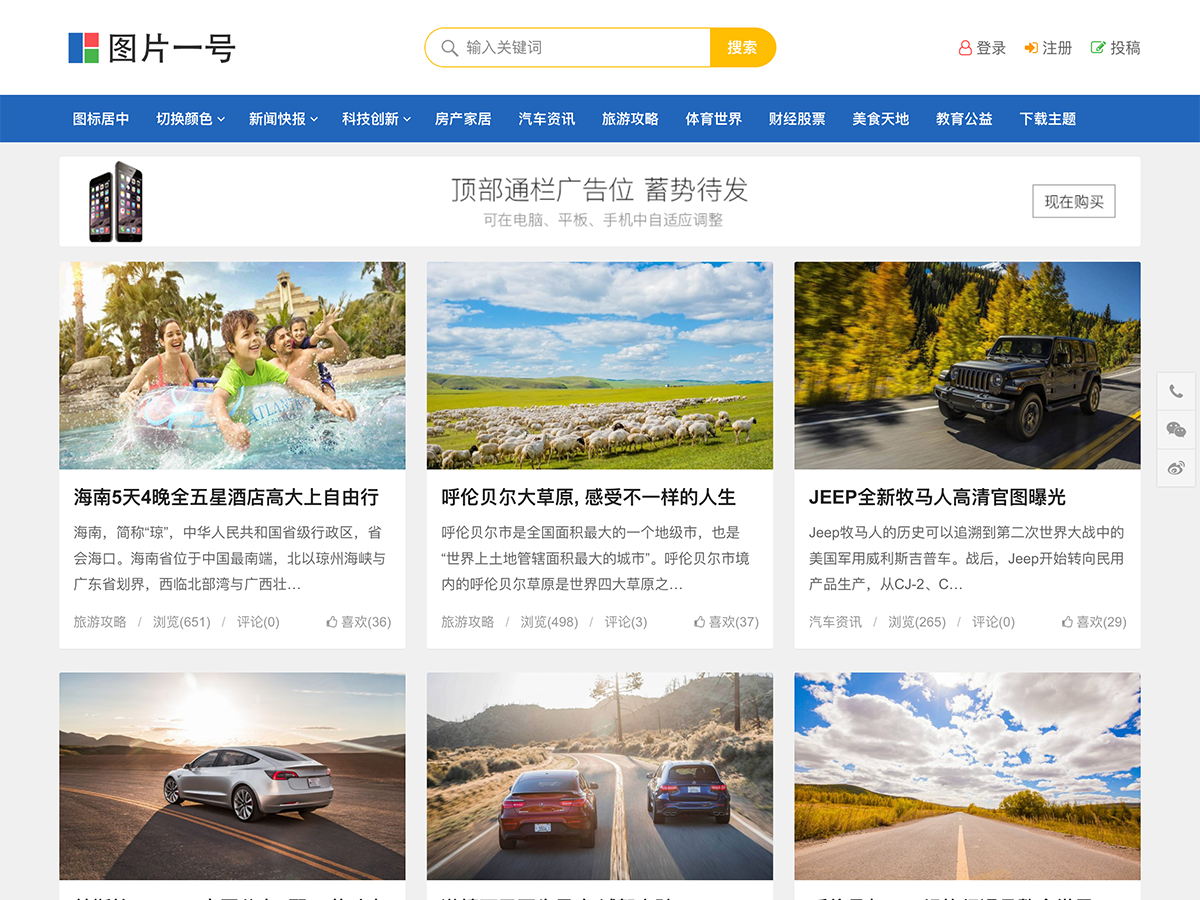 图片一号
输入关键词
搜索
登录
注册
投稿
图标居中 切换颜色 新闻快报 科技创新 房产家居 汽车资讯 旅游攻略 体育世界 财经股票 美食天地 教育公益 下载主题
顶部通栏广告位 蓄势待发
可在电脑、平板、手机中自适应调整
现在购买
ATLANTIS
海南5天4晚全五星酒店高大上自由行
海南，简称“琼”，中华人民共和国省级行政区，省
会海口。海南省位于中国最南端，北以琼州海峡与
广东省划界，西临北部湾与广西壮…
旅游攻略 / 浏览(651) / 评论(0) 喜欢(36)
呼伦贝尔大草原, 感受不一样的人生
呼伦贝尔市是全国面积最大的一个地级市，也是
“世界上土地管辖面积最大的城市”。呼伦贝尔市境
内的呼伦贝尔草原是世界四大草原之…
旅游攻略 / 浏览(498) / 评论(3) 喜欢(37)
JEEP全新牧马人高清官图曝光
Jeep牧马人的历史可以追溯到第二次世界大战中的
美国军用威利斯吉普车。战后，Jeep开始转向民用
产品生产，从CJ-2、C…
汽车资讯 / 浏览(265) / 评论(0) 喜欢(29)